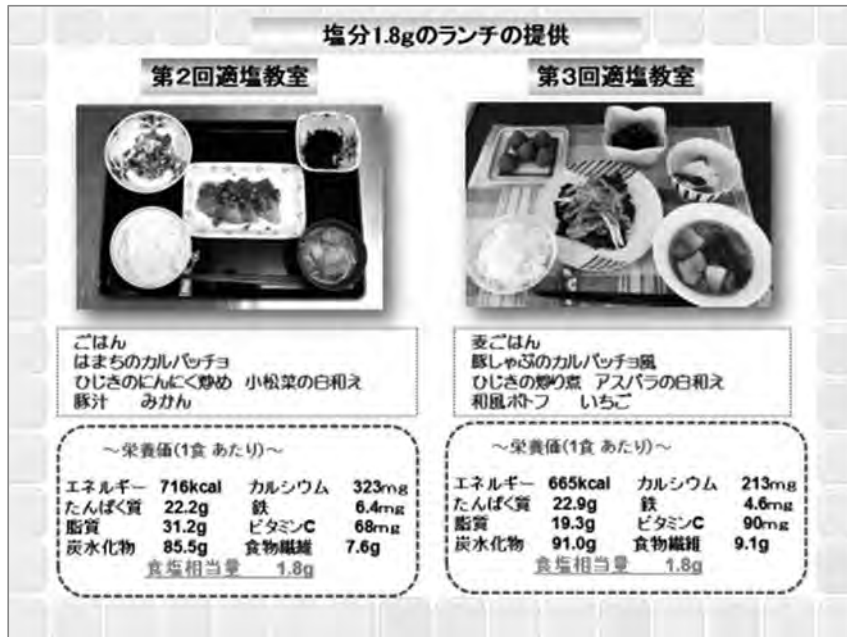 塩分1.8gのランチの提供
第2回適塩教室
ごはん
はまちのカルパッチョ
ひじきのにんにく炒め 小松菜の白和え
豚汁 みかん
～栄養価(1食 あたり)～
エネルギー 716kcal カルシウム 323mg
たんぱく質 22.2g 鉄 6.4mg
脂質 31.2g ビタミンC 68mg
炭水化物 85.5g 食物繊維 7.6g
食塩相当量 1.8g
第3回適塩教室
麦ごはん
豚しゃぶのカルパッチョ風
ひじきの炒り煮 アスパラの白和え
和風ポトフ いちご
～栄養価(1食 あたり)～
エネルギー 665kcal カルシウム 213mg
たんぱく質 22.9g 鉄 4.6mg
脂質 19.3g ビタミンC 90mg
炭水化物 91.0g 食物繊維 9.1g
食塩相当量 1.8g